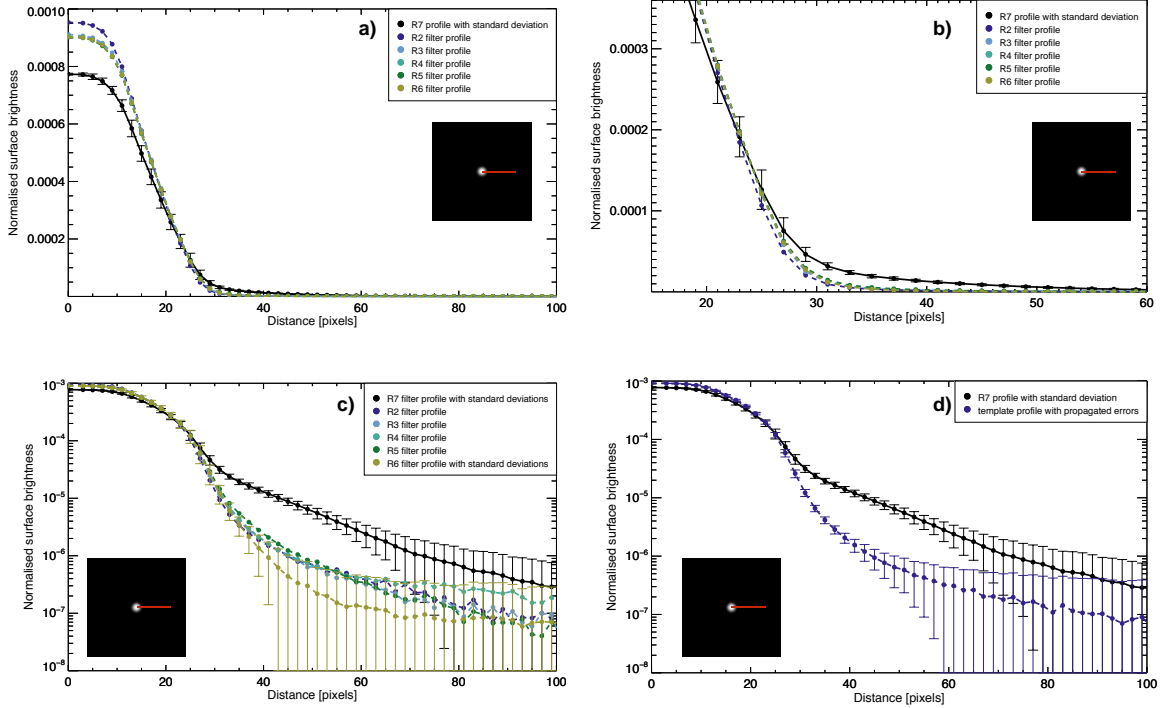 a)
R7 profile with standard deviation
R2 filter profile
R3 filter profile
R4 filter profile
R5 filter profile
R6 filter profile
Normalised surface brightness
0.0010
0.0008
0.0006
0.0004
0.0002
0 20 40 60 80 100
Distance [pixels]
b)
R7 profile with standard deviation
R2 filter profile
R3 filter profile
R4 filter profile
R5 filter profile
R6 filter profile
Normalised surface brightness
0.0003
0.0002
0.0001
20 30 40 50 60
Distance [pixels]
c)
R7 filter profile with standard deviations
R2 filter profile
R3 filter profile
R4 filter profile
R5 filter profile
R6 filter profile with standard deviations
Normalised surface brightness
10⁻³
10⁻⁴
10⁻⁵
10⁻⁶
10⁻⁷
10⁻⁸
0 20 40 60 80 100
Distance [pixels]
d)
R7 profile with standard deviation
template profile with propagated errors
Normalised surface brightness
10⁻³
10⁻⁴
10⁻⁵
10⁻⁶
10⁻⁷
10⁻⁸
0 20 40 60 80 100
Distance [pixels]